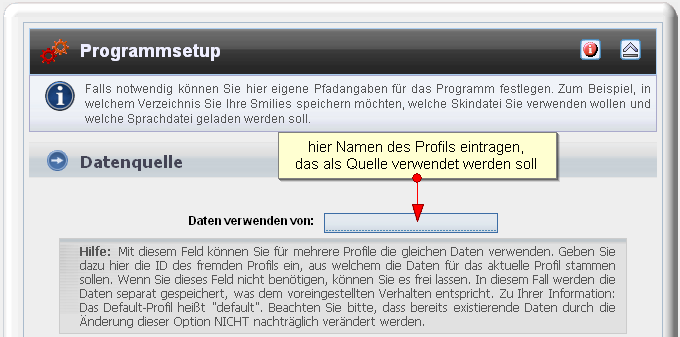 Programmsetup
Falls notwendig können Sie hier eigene Pfadangaben für das Programm festlegen. Zum Beispiel, in
welchem Verzeichnis Sie Ihre Smilies speichern möchten, welche Skindatei Sie verwenden wollen und
welche Sprachdatei geladen werden soll.
hier Namen des Profils eintragen,
das als Quelle verwendet werden soll
Datenquelle
Daten verwenden von:
Hilfe: Mit diesem Feld können Sie für mehrere Profile die gleichen Daten verwenden. Geben Sie
dazu hier die ID des fremden Profils ein, aus welchem die Daten für das aktuelle Profil stammen
sollen. Wenn Sie dieses Feld nicht benötigen, können Sie es frei lassen. In diesem Fall werden die
Daten separat gespeichert, was dem voreingestellten Verhalten entspricht. Zu Ihrer Information:
Das Default-Profil heißt "default". Beachten Sie bitte, dass bereits existierende Daten durch die
Änderung dieser Option NICHT nachträglich verändert werden.